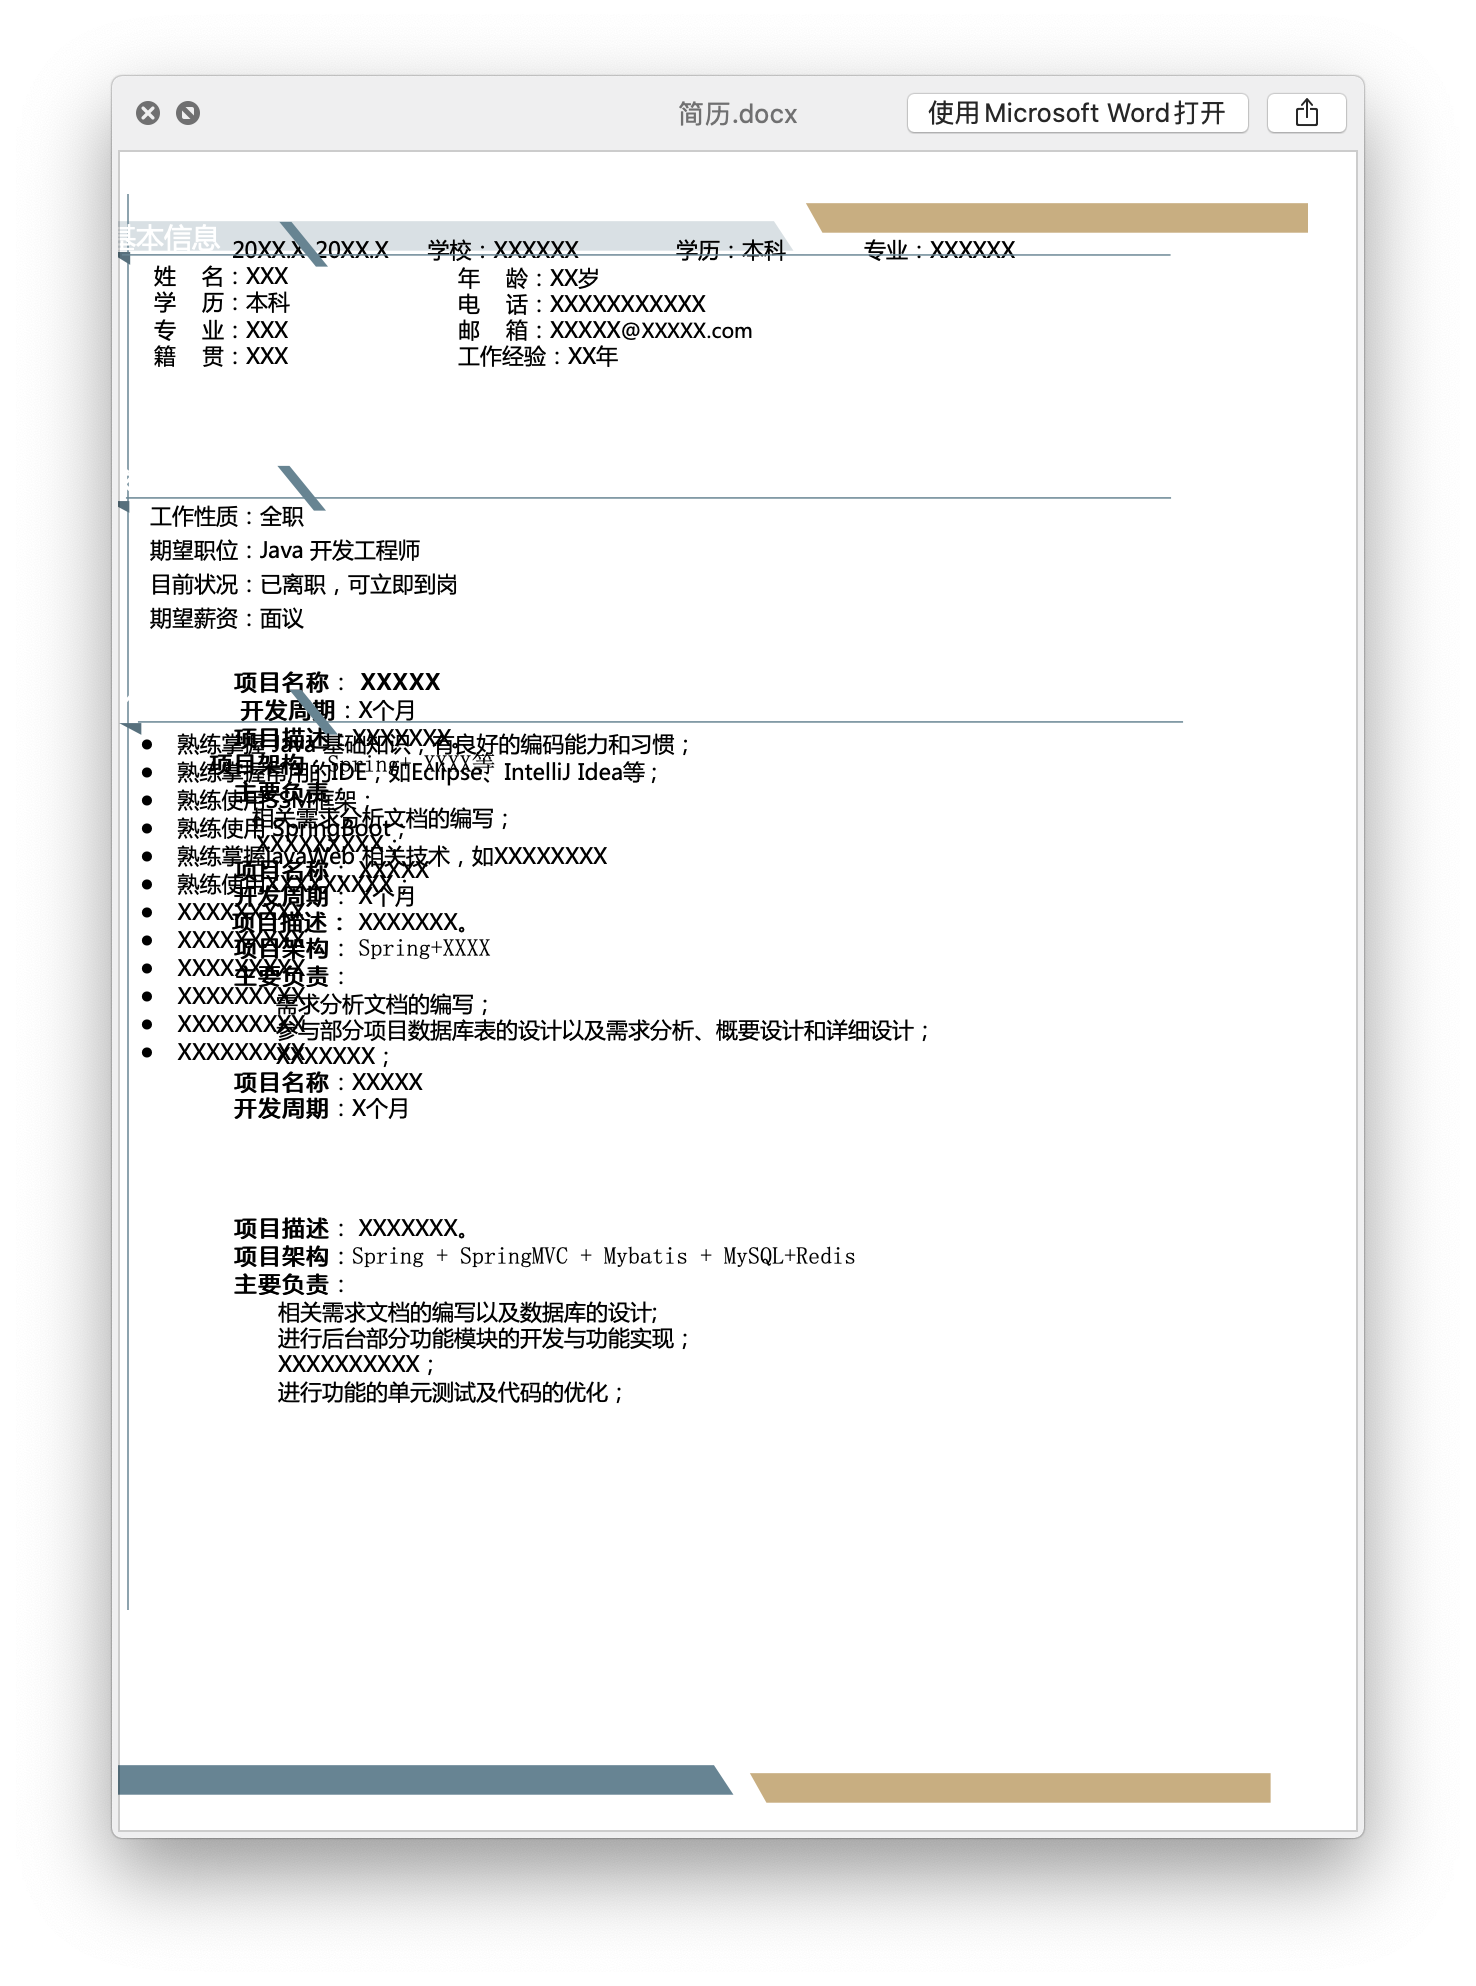 简历.docx
使用Microsoft Word打开
基本信息
20XX.X-20XX.X 学校：XXXXXX 学历：本科 专业：XXXXXX
姓 名：XXX 年 龄：XX岁
学 历：本科 电 话：XXXXXXXXXXX
专 业：XXX 邮 箱：XXXXX@XXXXX.com
籍 贯：XXX 工作经验：XX年
工作性质：全职
期望职位：Java 开发工程师
目前状况：已离职，可立即到岗
期望薪资：面议
项目名称： XXXXX
开发周期：X个月
项目描述：XXXXXXX。
熟练掌握 Java 基础知识，有良好的编码能力和习惯；
项目架构：Spring+ XXXX等
熟练掌握常用的IDE，如Eclipse、IntelliJ Idea等；
主要负责
熟练使用SSM框架；
相关需求分析文档的编写；
熟练使用 SpringBoot；
XXXXXXXXX；
熟练掌握JavaWeb 相关技术，如XXXXXXXX
项目名称： XXXXX
熟练使用XXXXXXXXX；
开发周期： X个月
XXXXXXXXX
项目描述： XXXXXXX。
XXXXXXXXX
项目架构： Spring+XXXX
XXXXXXXXX
主要负责：
XXXXXXXXX
需求分析文档的编写；
XXXXXXXXX
参与部分项目数据库表的设计以及需求分析、概要设计和详细设计；
XXXXXXXXX
XXXXXXX；
项目名称：XXXXX
开发周期：X个月
项目描述： XXXXXXX。
项目架构：Spring + SpringMVC + Mybatis + MySQL+Redis
主要负责：
相关需求文档的编写以及数据库的设计;
进行后台部分功能模块的开发与功能实现；
XXXXXXXXXX；
进行功能的单元测试及代码的优化；